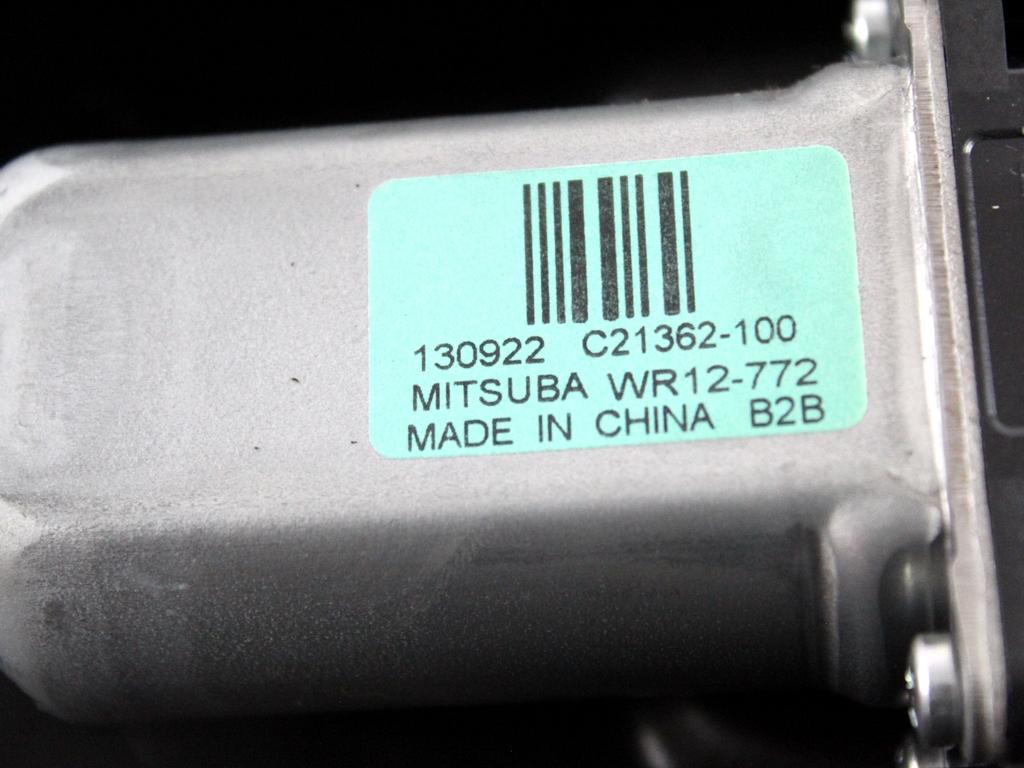 130922 C21362-100
MITSUBA WR12-772
MADE IN CHINA B2B